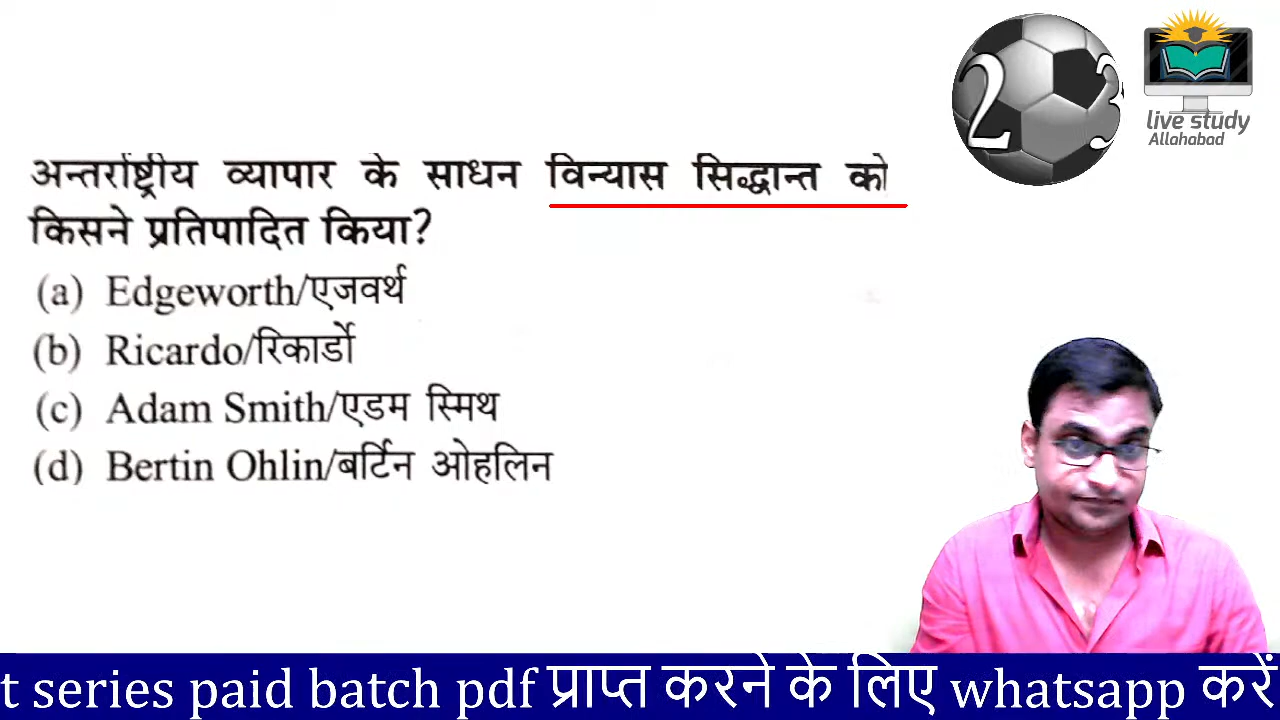 2 3
live study
Allahabad
अन्तर्राष्ट्रीय व्यापार के साधन विन्यास सिद्धान्त को
किसने प्रतिपादित किया?
(a) Edgeworth/एजवर्थ
(b) Ricardo/रिकार्डो
(c) Adam Smith/एडम स्मिथ
(d) Bertin Ohlin/बर्टिन ओहलिन
t series paid batch pdf प्राप्त करने के लिए whatsapp करें